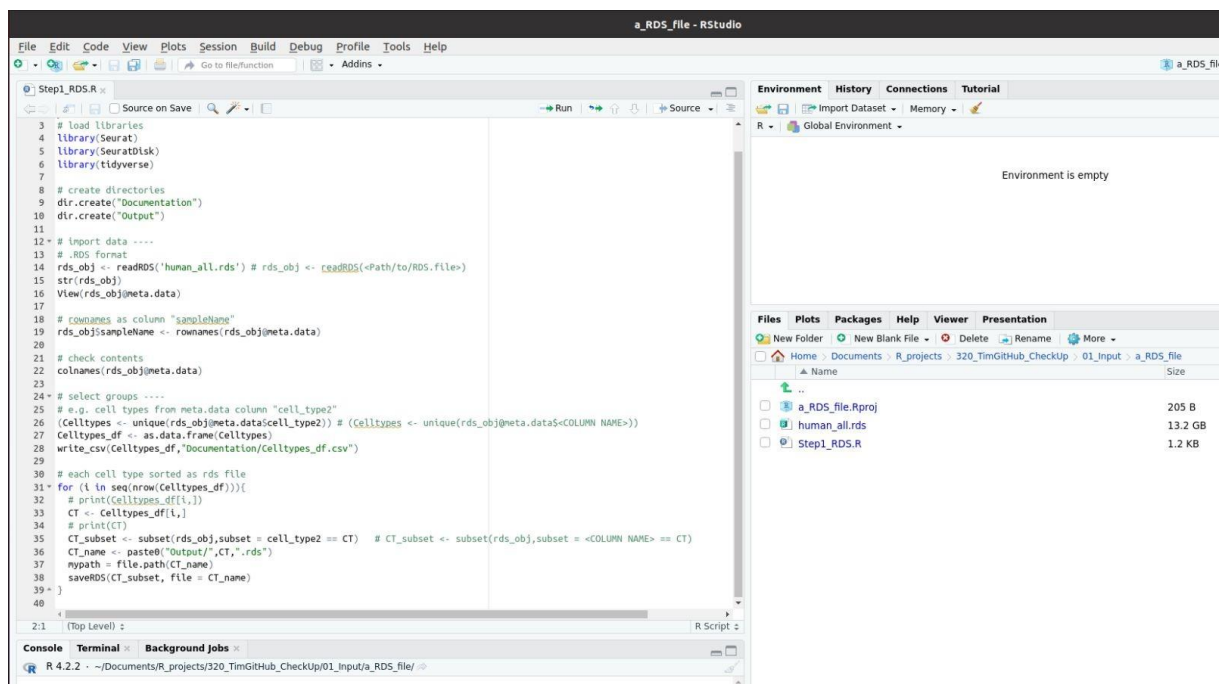 a_RDS_file - RStudio
File Edit Code View Plots Session Build Debug Profile Tools Help
Go to file/function Addins a_RDS_fil
Step1_RDS.R
Source on Save Run Source
3 # load libraries
4 library(Seurat)
5 library(SeuratDisk)
6 library(tidyverse)
7
8 # create directories
9 dir.create("Documentation")
10 dir.create("Output")
11
12 # import data ----
13 # .RDS format
14 rds_obj <- readRDS('human_all.rds') # rds_obj <- readRDS(<Path/to/RDS.file>)
15 str(rds_obj)
16 View(rds_obj@meta.data)
17
18 # rownames as column "sampleName"
19 rds_obj$sampleName <- rownames(rds_obj@meta.data)
20
21 # check contents
22 colnames(rds_obj@meta.data)
23
24 # select groups ----
25 # e.g. cell types from meta.data column "cell_type2"
26 (Celltypes <- unique(rds_obj@meta.data$cell_type2)) # (Celltypes <- unique(rds_obj@meta.data$<COLUMN NAME>))
27 Celltypes_df <- as.data.frame(Celltypes)
28 write_csv(Celltypes_df,"Documentation/Celltypes_df.csv")
29
30 # each cell type sorted as rds file
31 for (i in seq(nrow(Celltypes_df))){
32 # print(Celltypes_df[i,])
33 CT <- Celltypes_df[i,]
34 # print(CT)
35 CT_subset <- subset(rds_obj,subset = cell_type2 == CT) # CT_subset <- subset(rds_obj,subset = <COLUMN NAME> == CT)
36 CT_name <- paste0("Output/",CT,".rds")
37 mypath = file.path(CT_name)
38 saveRDS(CT_subset, file = CT_name)
39 }
40
2:1 (Top Level) R Script
Console Terminal Background Jobs
R 4.2.2 · ~/Documents/R_projects/320_TimGitHub_CheckUp/01_Input/a_RDS_file/
Environment History Connections Tutorial
Import Dataset Memory
R Global Environment
Environment is empty
Files Plots Packages Help Viewer Presentation
New Folder New Blank File Delete Rename More
Home Documents R_projects 320_TimGitHub_CheckUp 01_Input a_RDS_file
Name Size
..
a_RDS_file.Rproj 205 B
human_all.rds 13.2 GB
Step1_RDS.R 1.2 KB